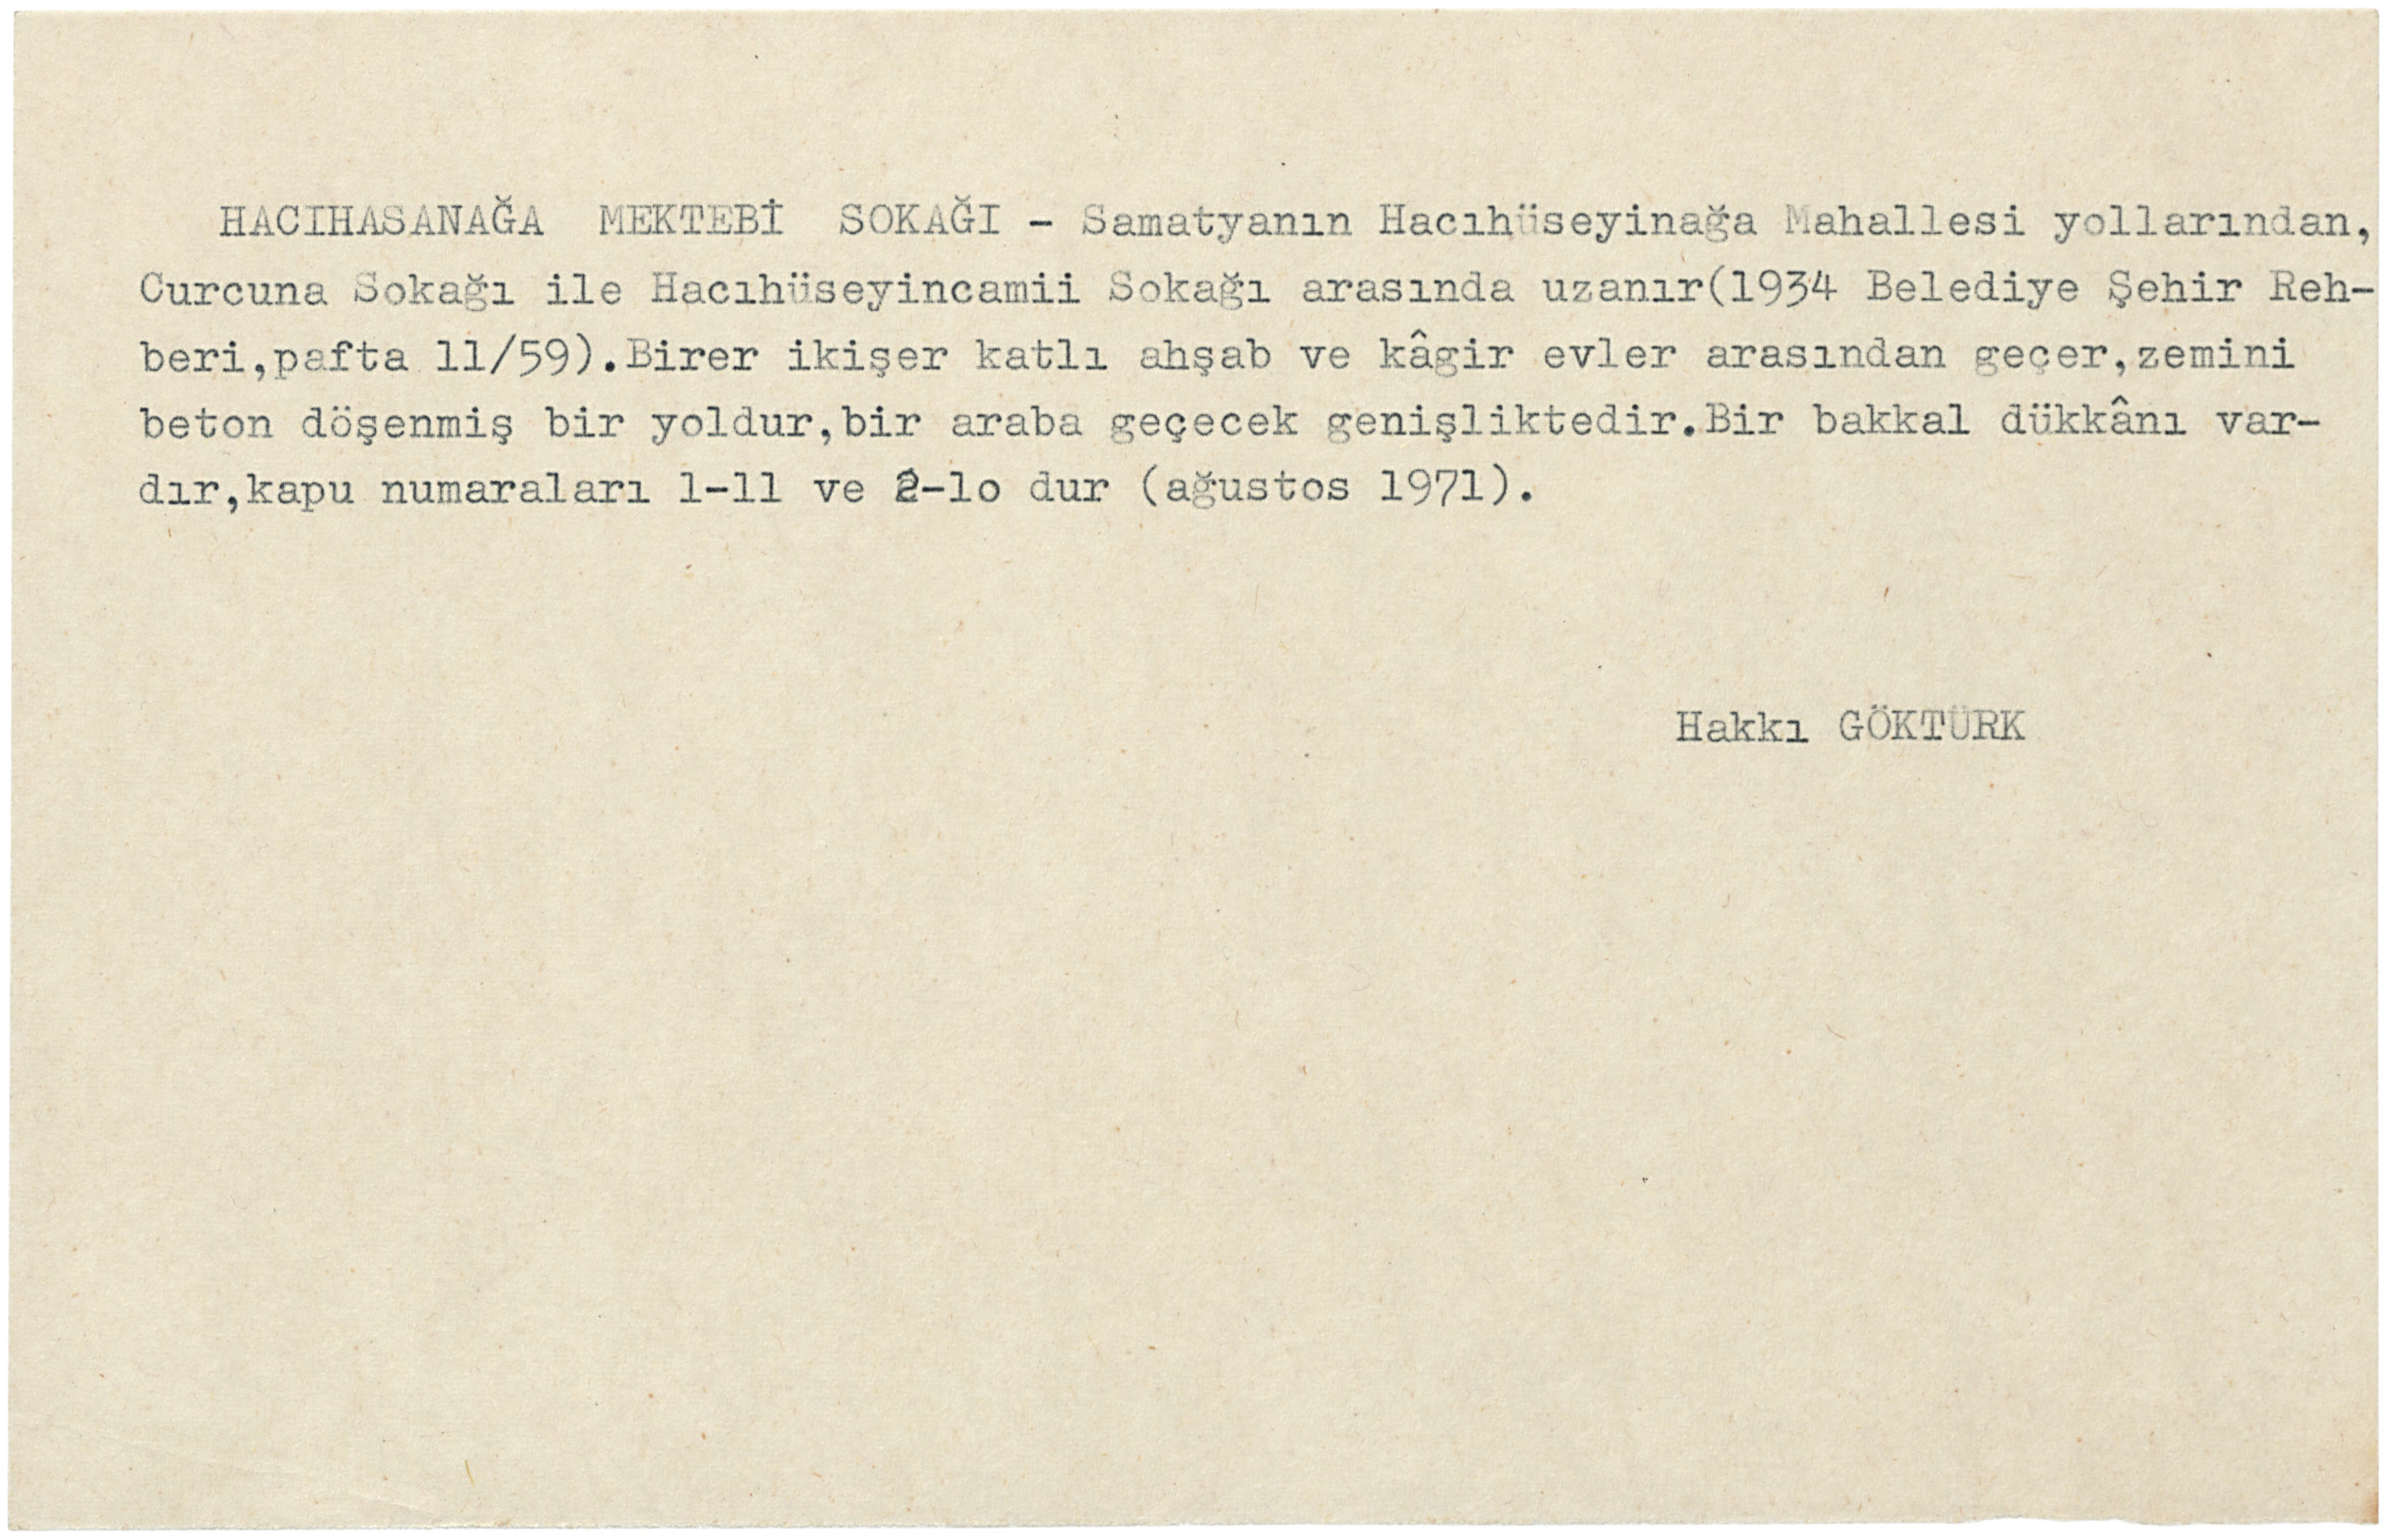 HACIHASANAĞA MEKTEBİ SOKAĞI - Samatyanın Hacıhüseyinağa Mahallesi yollarından,
Curcuna Sokağı ile Hacıhüseyincamii Sokağı arasında uzanır(1934 Belediye Şehir Reh-
beri,pafta 11/59).Birer ikişer katlı ahşab ve kâgir evler arasından geçer,zemini
beton döşenmiş bir yoldur,bir araba geçecek genişliktedir.Bir bakkal dükkânı var-
dır,kapu numaraları 1-11 ve 2-1o dur (ağustos 1971).
Hakkı GÖKTÜRK